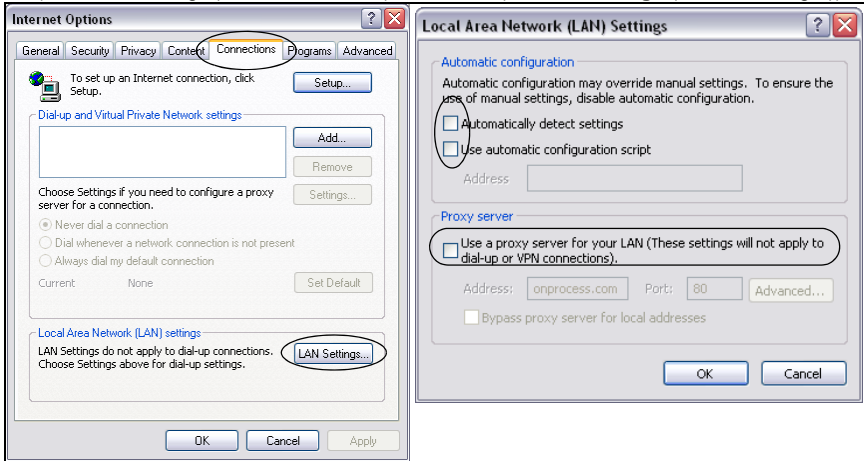 Internet Options
General Security Privacy Content Connections Programs Advanced
To set up an Internet connection, click
Setup.
Setup...
Dial-up and Virtual Private Network settings
Add...
Remove
Choose Settings if you need to configure a proxy
server for a connection.
Settings...
Never dial a connection
Dial whenever a network connection is not present
Always dial my default connection
Current None
Set Default
Local Area Network (LAN) settings
LAN Settings do not apply to dial-up connections.
Choose Settings above for dial-up settings.
LAN Settings...
OK Cancel Apply
Local Area Network (LAN) Settings
Automatic configuration
Automatic configuration may override manual settings. To ensure the
use of manual settings, disable automatic configuration.
Automatically detect settings
Use automatic configuration script
Address
Proxy server
Use a proxy server for your LAN (These settings will not apply to
dial-up or VPN connections).
Address: onprocess.com Port: 80 Advanced...
Bypass proxy server for local addresses
OK Cancel